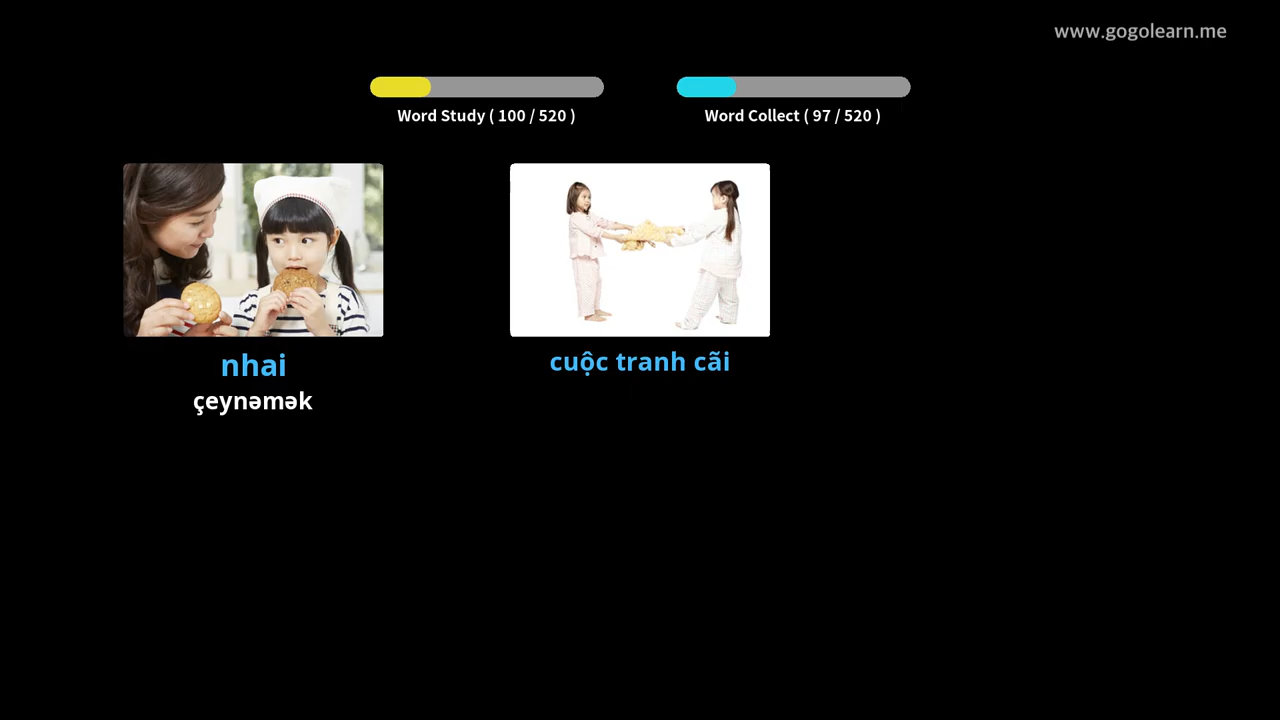 www.gogolearn.me
Word Study ( 100 / 520 )
Word Collect ( 97 / 520 )
nhai
çeynəmək
cuộc tranh cãi